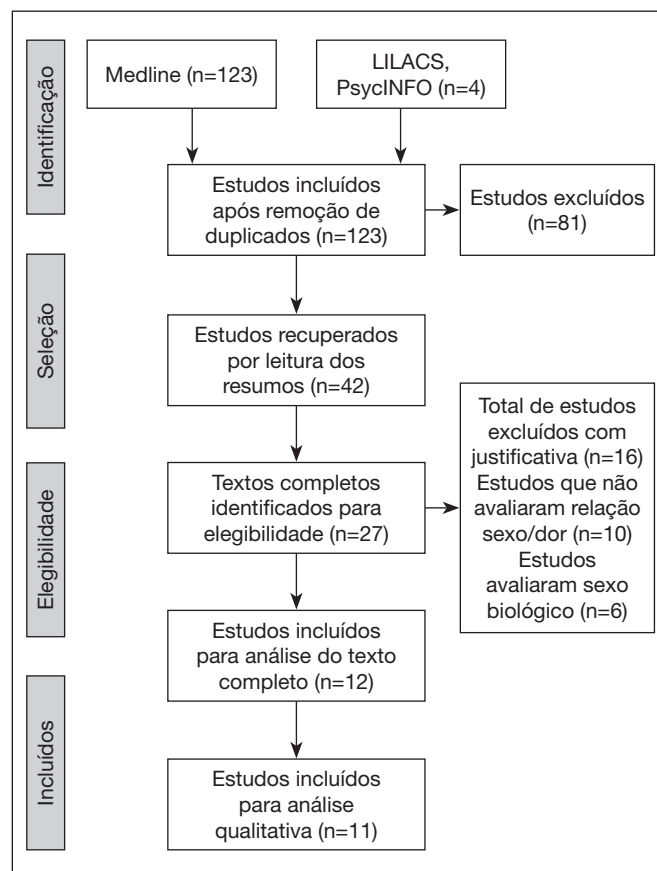 Identificação
Medline (n=123)
LILACS,
PsycINFO (n=4)
Estudos incluídos
após remoção de
duplicados (n=123)
Estudos excluídos
(n=81)
Seleção
Estudos recuperados
por leitura dos
resumos (n=42)
Elegibilidade
Textos completos
identificados para
elegibilidade (n=27)
Total de estudos
excluídos com
justificativa (n=16)
Estudos que não
avaliaram relação
sexo/dor (n=10)
Estudos
avaliaram sexo
biológico (n=6)
Estudos incluídos
para análise do texto
completo (n=12)
Incluídos
Estudos incluídos
para análise
qualitativa (n=11)